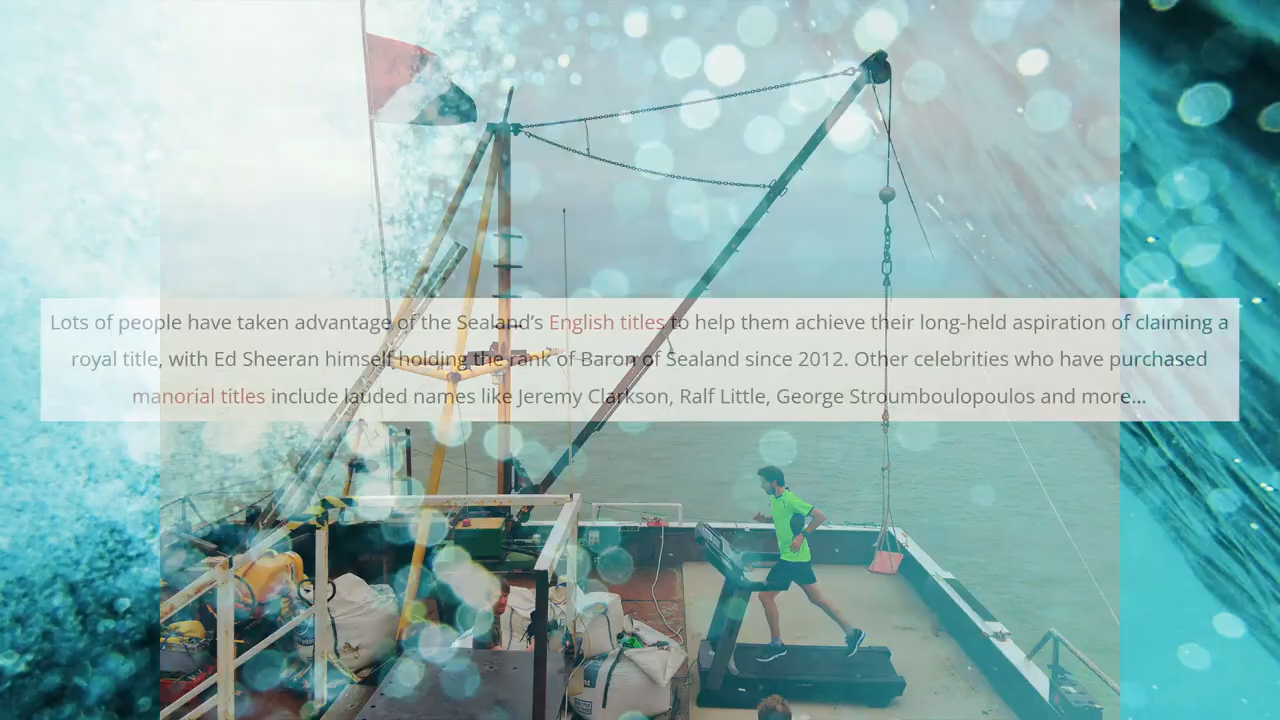 Lots of people have taken advantage of the Sealand’s English titles to help them achieve their long-held aspiration of claiming a
royal title, with Ed Sheeran himself holding the rank of Baron of Sealand since 2012. Other celebrities who have purchased
manorial titles include lauded names like Jeremy Clarkson, Ralf Little, George Stroumboulopoulos and more...